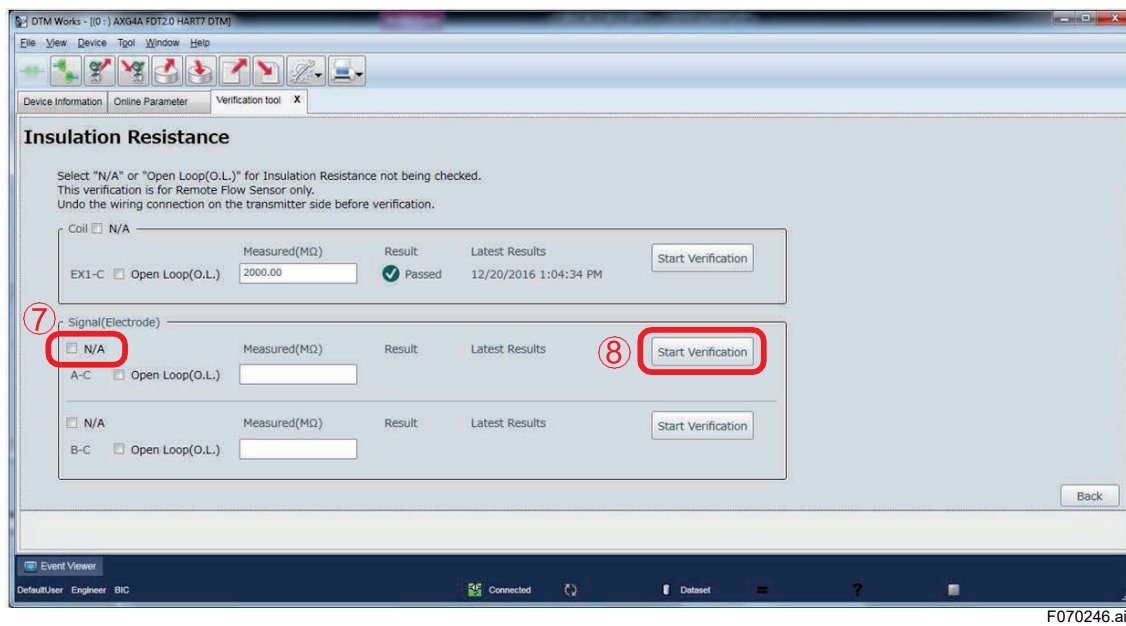 DTM Works - [(0 : ) AXG4A FDT2.0 HART7 DTM]
File View Device Tool Window Help
Device Information Online Parameter Verification tool X
Insulation Resistance
Select "N/A" or "Open Loop(O.L.)" for Insulation Resistance not being checked.
This verification is for Remote Flow Sensor only.
Undo the wiring connection on the transmitter side before verification.
Coil N/A
Measured(MΩ) Result Latest Results Start Verification
EX1-C Open Loop(O.L.) 2000.00 Passed 12/20/2016 1:04:34 PM
⑦ Signal(Electrode)
N/A Measured(MΩ) Result Latest Results ⑧ Start Verification
A-C Open Loop(O.L.)
N/A Measured(MΩ) Result Latest Results Start Verification
B-C Open Loop(O.L.)
Back
Event Viewer
DefaultUser Engineer BIC Connected Dataset = ?
F070246.ai